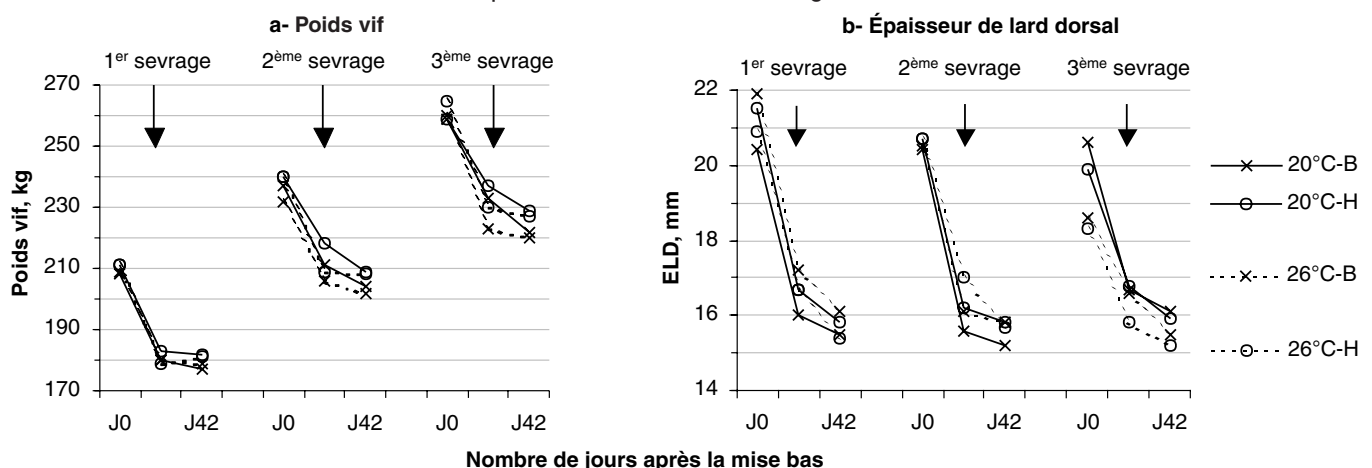 a- Poids vif
1er sevrage 2ème sevrage 3ème sevrage
Poids vif, kg
270
250
230
210
190
170
J0 J42 J0 J42 J0 J42
b- Épaisseur de lard dorsal
1er sevrage 2ème sevrage 3ème sevrage
ELD, mm
22
20
18
16
14
J0 J42 J0 J42 J0 J42
20°C-B
20°C-H
26°C-B
26°C-H
Nombre de jours après la mise bas